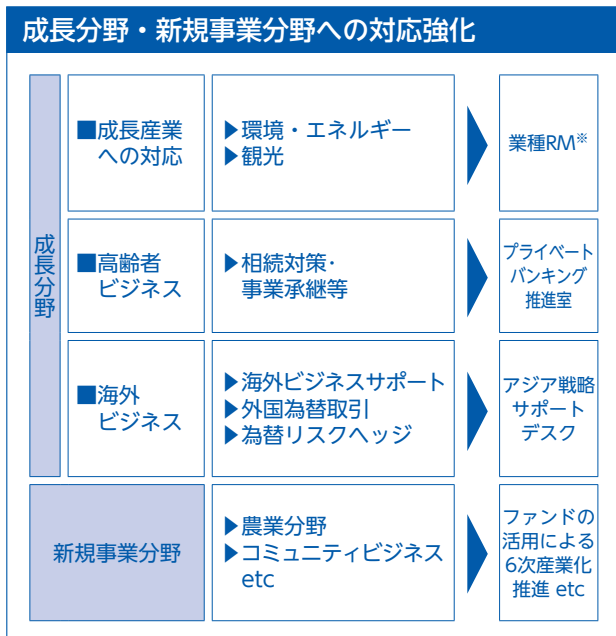 成長分野・新規事業分野への対応強化
成長分野
■成長産業
への対応
▶環境・エネルギー
▶観光
業種RM※
■高齢者
ビジネス
▶相続対策・
事業承継等
プライベート
バンキング
推進室
■海外
ビジネス
▶海外ビジネスサポート
▶外国為替取引
▶為替リスクヘッジ
アジア戦略
サポート
デスク
新規事業分野
▶農業分野
▶コミュニティビジネス
etc
ファンドの
活用による
6次産業化
推進 etc